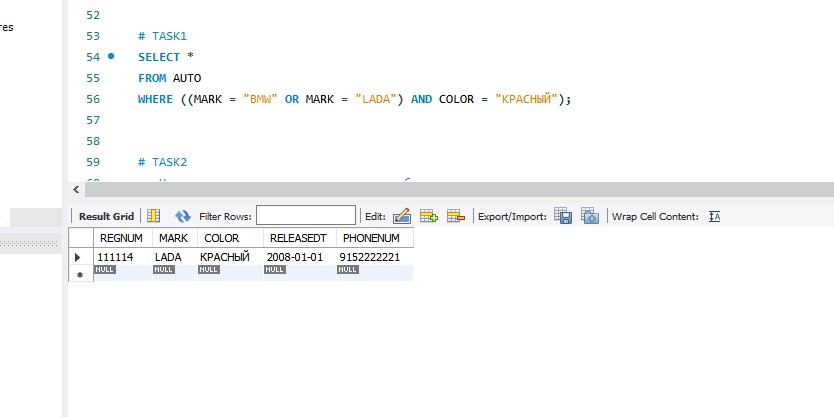 res
52
53 # TASK1
54 SELECT *
55 FROM AUTO
56 WHERE ((MARK = "BMW" OR MARK = "LADA") AND COLOR = "КРАСНЫЙ");
57
58
59 # TASK2
Result Grid Filter Rows: Edit: Export/Import: Wrap Cell Content:
REGNUM MARK COLOR RELEASEDT PHONENUM
111114 LADA КРАСНЫЙ 2008-01-01 9152222221
NULL NULL NULL NULL NULL